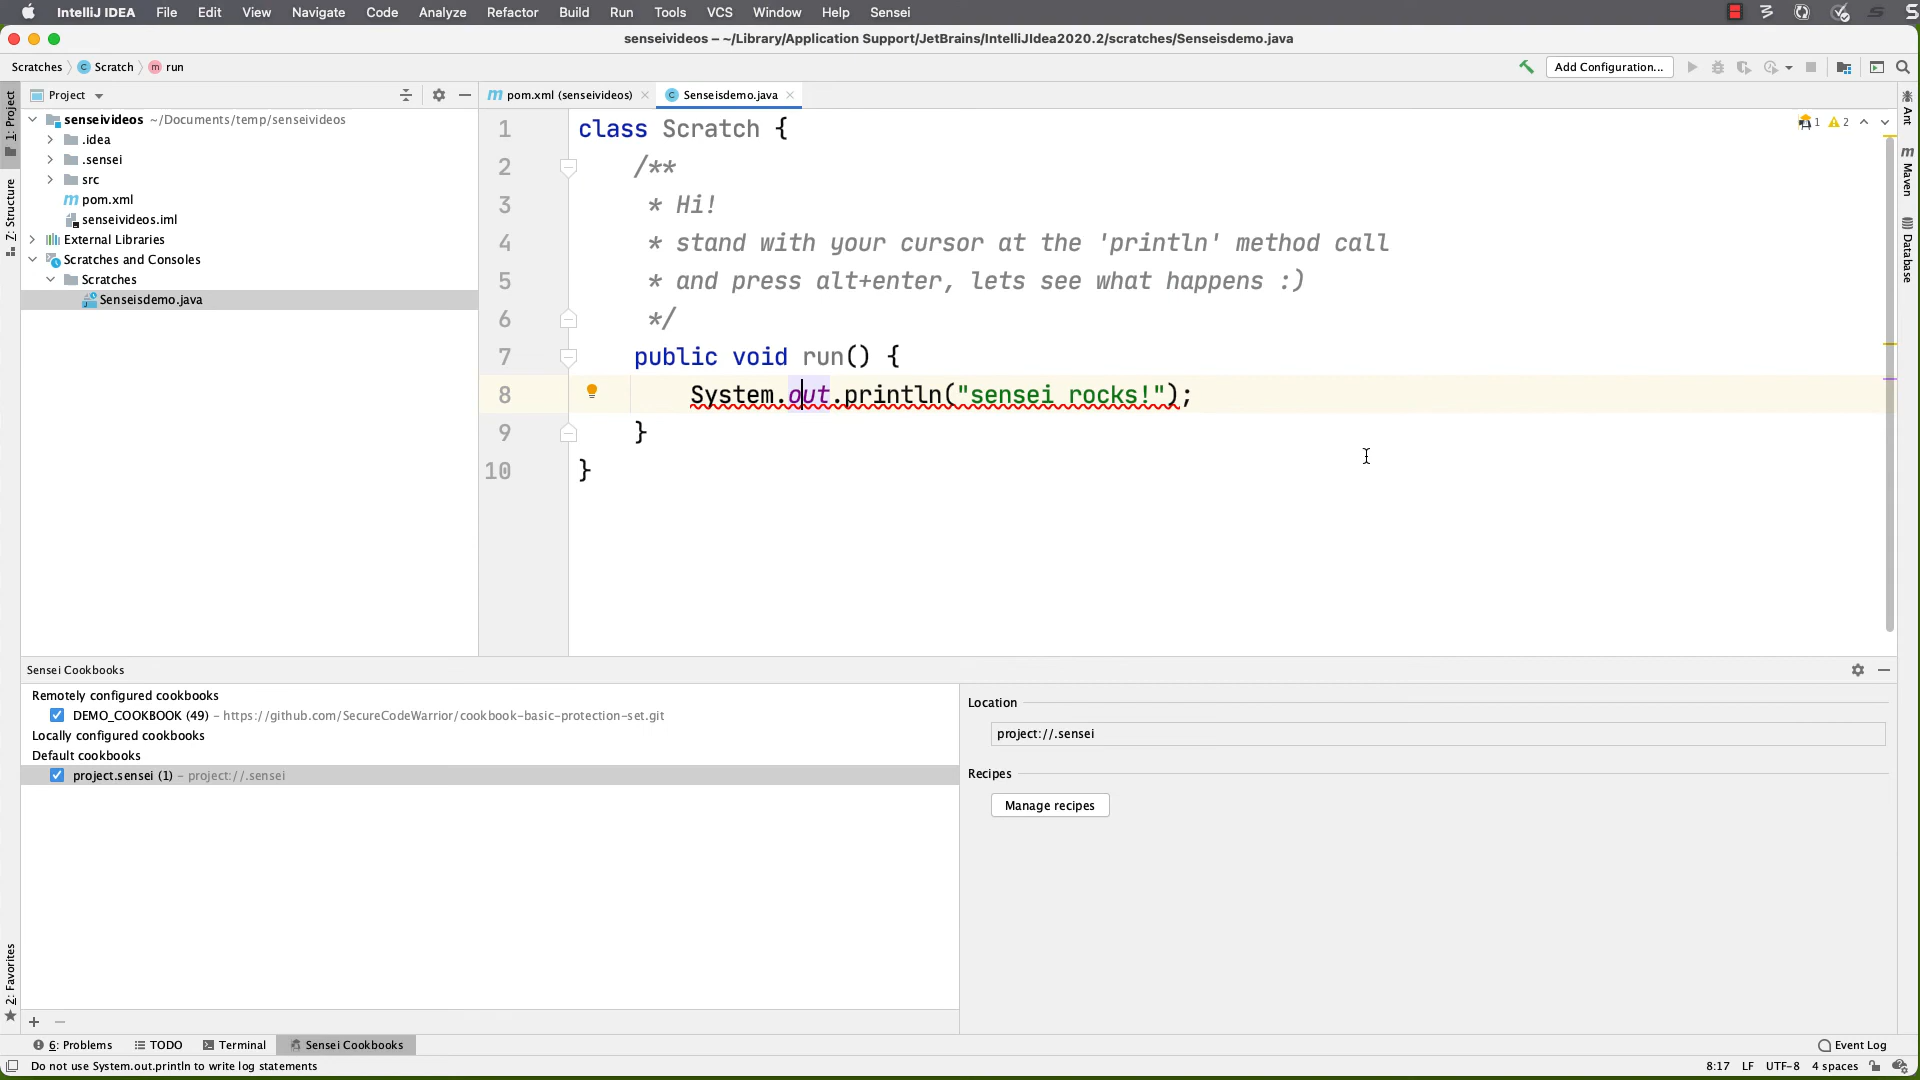 IntelliJ IDEA File Edit View Navigate Code Analyze Refactor Build Run Tools VCS Window Help Sensei
senseivideos – ~/Library/Application Support/JetBrains/IntelliJIdea2020.2/scratches/Senseisdemo.java
Scratches Scratch run
Add Configuration...
Project
pom.xml (senseivideos) Senseisdemo.java
senseivideos ~/Documents/temp/senseivideos
.idea
.sensei
src
pom.xml
senseivideos.iml
External Libraries
Scratches and Consoles
Scratches
Senseisdemo.java
1: Project
Z: Structure
2: Favorites
1 class Scratch {
2 /**
3 * Hi!
4 * stand with your cursor at the 'println' method call
5 * and press alt+enter, lets see what happens :)
6 */
7 public void run() {
8 System.out.println("sensei rocks!");
9 }
10 }
1 2
Ant
Maven
Database
Sensei Cookbooks
Remotely configured cookbooks
DEMO_COOKBOOK (49) – https://github.com/SecureCodeWarrior/cookbook-basic-protection-set.git
Locally configured cookbooks
Default cookbooks
project.sensei (1) – project://.sensei
Location
project://.sensei
Recipes
Manage recipes
6: Problems TODO Terminal Sensei Cookbooks Event Log
Do not use System.out.println to write log statements 8:17 LF UTF-8 4 spaces